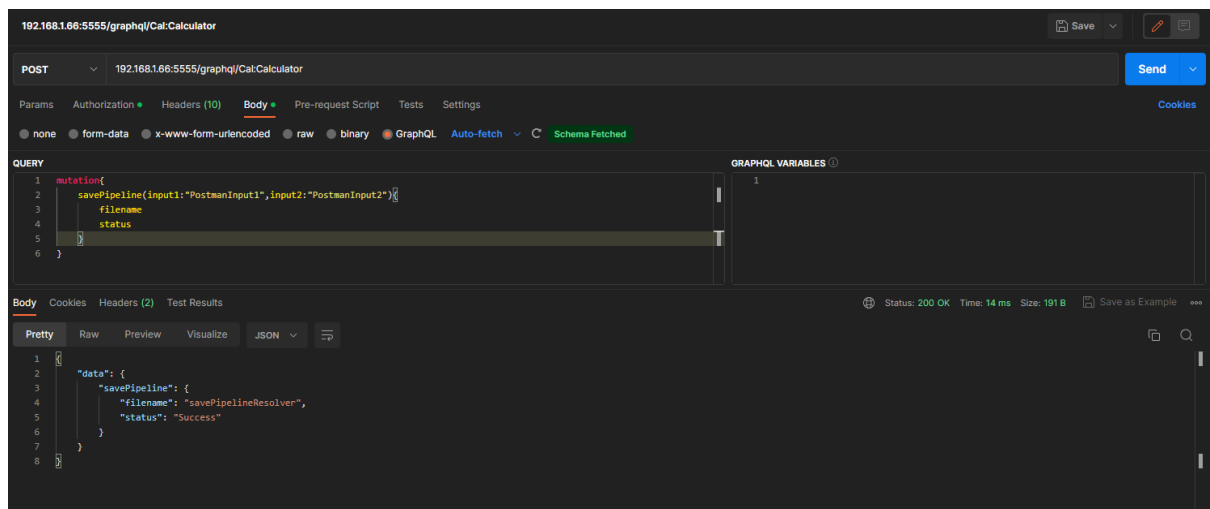 192.168.1.66:5555/graphql/Cal:Calculator
Save
POST 192.168.1.66:5555/graphql/Cal:Calculator Send
Params Authorization Headers (10) Body Pre-request Script Tests Settings Cookies
none form-data x-www-form-urlencoded raw binary GraphQL Auto-fetch Schema Fetched
QUERY GRAPHQL VARIABLES
1 mutation{ 1
2 savePipeline(input1:"PostmanInput1",input2:"PostmanInput2"){
3 filename
4 status
5 }
6 }
Body Cookies Headers (2) Test Results Status: 200 OK Time: 14 ms Size: 191 B Save as Example
Pretty Raw Preview Visualize JSON
1 {
2 "data": {
3 "savePipeline": {
4 "filename": "savePipelineResolver",
5 "status": "Success"
6 }
7 }
8 }